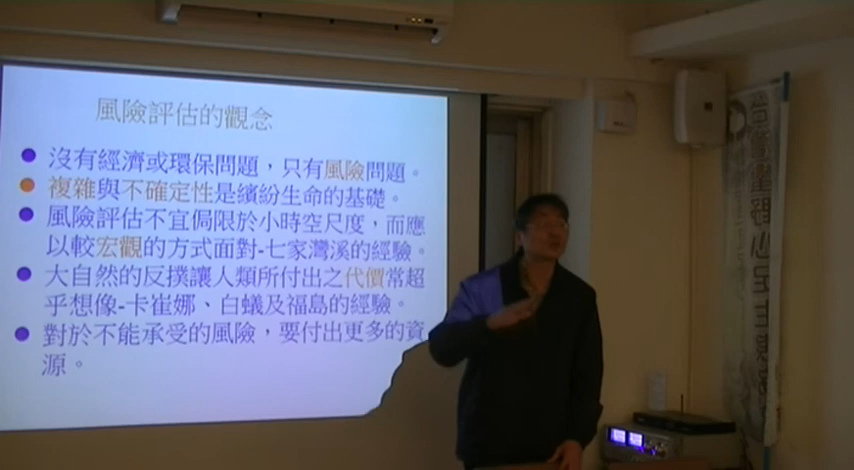 風險評估的觀念
沒有經濟或環保問題，只有風險問題。
複雜與不確定性是繽紛生命的基礎。
風險評估不宜侷限於小時空尺度，而應
以較宏觀的方式面對-七家灣溪的經驗。
大自然的反撲讓人類所付出之代價常超
乎想像-卡崔娜、白蟻及福島的經驗。
對於不能承受的風險，要付出更多的資
源。